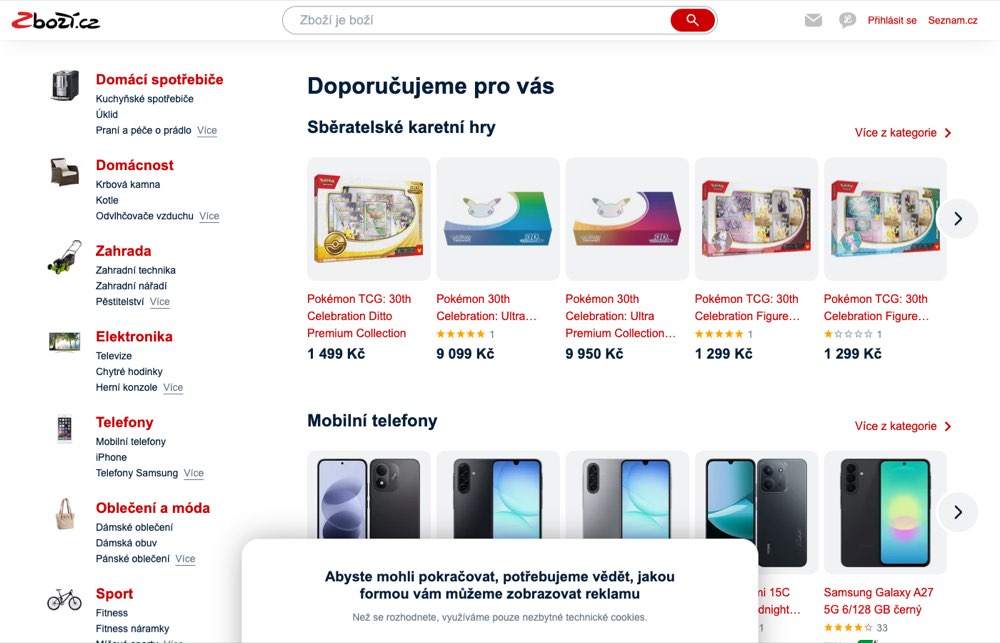 Zboží.cz
Zboží je boží
Přihlásit se
Seznam.cz
Domácí spotřebiče
Kuchyňské spotřebiče
Úklid
Praní a péče o prádlo Více
Domácnost
Krbová kamna
Kotle
Odvlhčovače vzduchu Více
Zahrada
Zahradní technika
Zahradní nářadí
Pěstitelství Více
Elektronika
Televize
Chytré hodinky
Herní konzole Více
Telefony
Mobilní telefony
iPhone
Telefony Samsung Více
Oblečení a móda
Dámské oblečení
Dámská obuv
Pánské oblečení Více
Sport
Fitness
Fitness náramky
Doporučujeme pro vás
Sběratelské karetní hry
Více z kategorie
Pokémon TCG: 30th
Celebration Ditto
Premium Collection
1 499 Kč
Pokémon 30th
Celebration: Ultra…
1
9 099 Kč
Pokémon 30th
Celebration: Ultra
Premium Collection…
9 950 Kč
Pokémon TCG: 30th
Celebration Figure…
1
1 299 Kč
Pokémon TCG: 30th
Celebration Figure…
1
1 299 Kč
Mobilní telefony
Více z kategorie
15C
1
Samsung Galaxy A27
5G 6/128 GB černý
33
Abyste mohli pokračovat, potřebujeme vědět, jakou
formou vám můžeme zobrazovat reklamu
Než se rozhodnete, využíváme pouze nezbytné technické cookies.